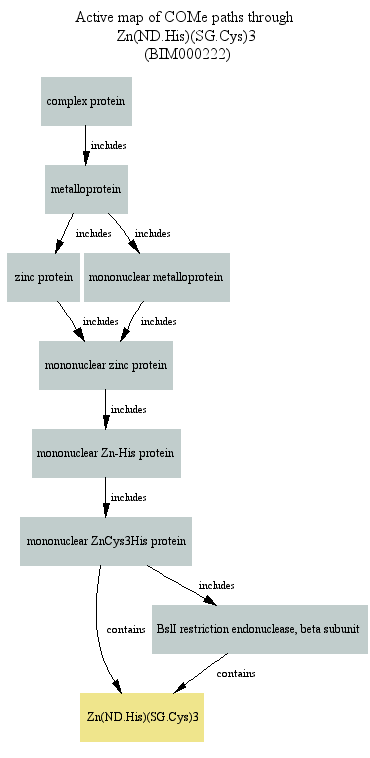 Active map of COMe paths through
Zn(ND.His)(SG.Cys)3
(BIM000222)
complex protein
includes
metalloprotein
includes
includes
zinc protein
mononuclear metalloprotein
includes
includes
mononuclear zinc protein
includes
mononuclear Zn-His protein
includes
mononuclear ZnCys3His protein
includes
contains
BslI restriction endonuclease, beta subunit
contains
Zn(ND.His)(SG.Cys)3